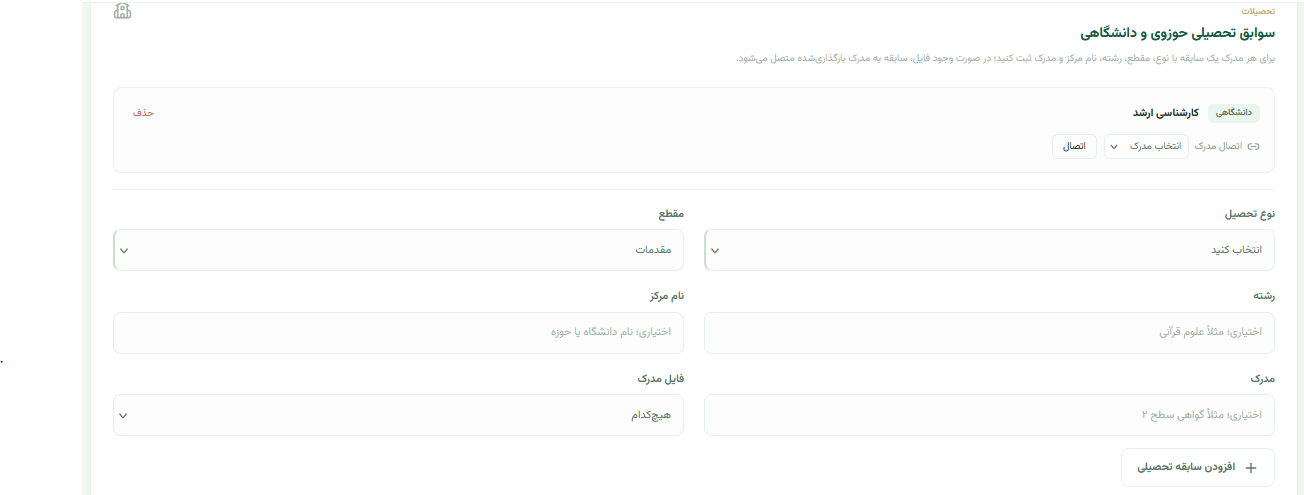 تحصیلات
سوابق تحصیلی حوزوی و دانشگاهی
برای هر مدرک یک سابقه با نوع، مقطع، رشته، نام مرکز و مدرک ثبت کنید؛ در صورت وجود فایل، سابقه به مدرک بارگذاری‌شده متصل می‌شود.
دانشگاهی کارشناسی ارشد حذف
اتصال مدرک انتخاب مدرک اتصال
نوع تحصیل مقطع
انتخاب کنید مقدمات
رشته نام مرکز
اختیاری؛ مثلاً علوم قرآنی اختیاری؛ نام دانشگاه یا حوزه
مدرک فایل مدرک
اختیاری؛ مثلاً گواهی سطح ۲ هیچ‌کدام
+ افزودن سابقه تحصیلی